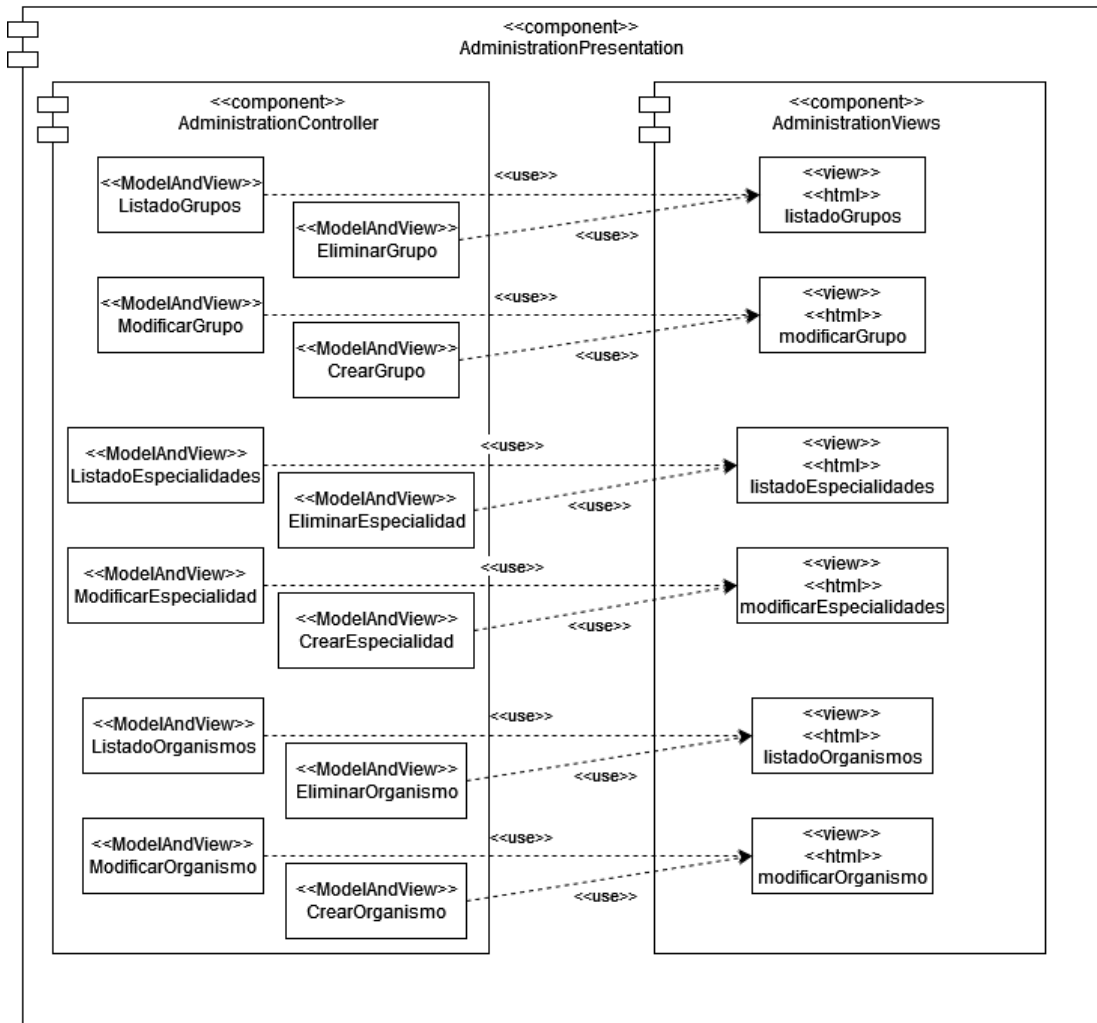 <<component>>
AdministrationPresentation
<<component>>
AdministrationController
<<component>>
AdministrationViews
<<ModelAndView>>
ListadoGrupos
<<use>>
<<view>>
<<html>>
listadoGrupos
<<ModelAndView>>
EliminarGrupo
<<use>>
<<ModelAndView>>
ModificarGrupo
<<use>>
<<view>>
<<html>>
modificarGrupo
<<ModelAndView>>
CrearGrupo
<<use>>
<<ModelAndView>>
ListadoEspecialidades
<<use>>
<<view>>
<<html>>
listadoEspecialidades
<<ModelAndView>>
EliminarEspecialidad
<<use>>
<<ModelAndView>>
ModificarEspecialidad
<<use>>
<<view>>
<<html>>
modificarEspecialidades
<<ModelAndView>>
CrearEspecialidad
<<use>>
<<ModelAndView>>
ListadoOrganismos
<<use>>
<<view>>
<<html>>
listadoOrganismos
<<ModelAndView>>
EliminarOrganismo
<<use>>
<<ModelAndView>>
ModificarOrganismo
<<use>>
<<view>>
<<html>>
modificarOrganismo
<<ModelAndView>>
CrearOrganismo
<<use>>